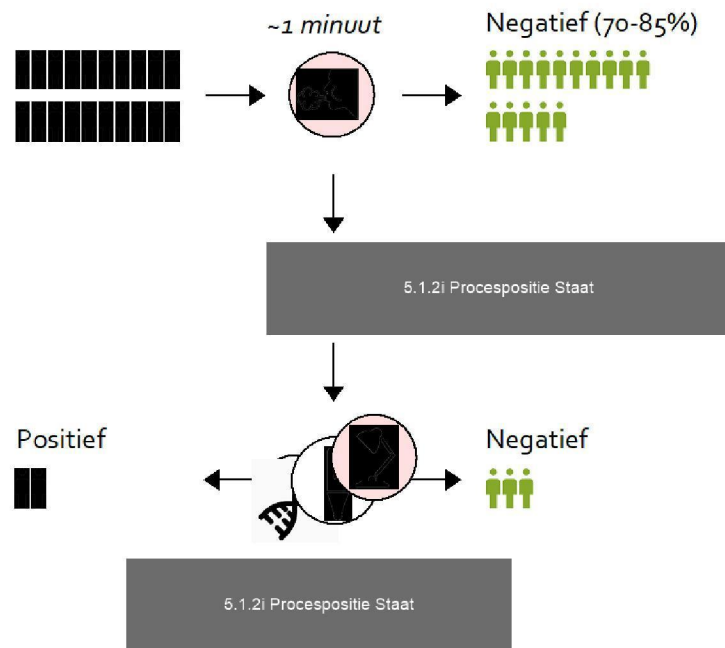 ~1 minuut
Negatief (70-85%)
5.1.2i Procespositie Staat
Positief
Negatief
5.1.2i Procespositie Staat